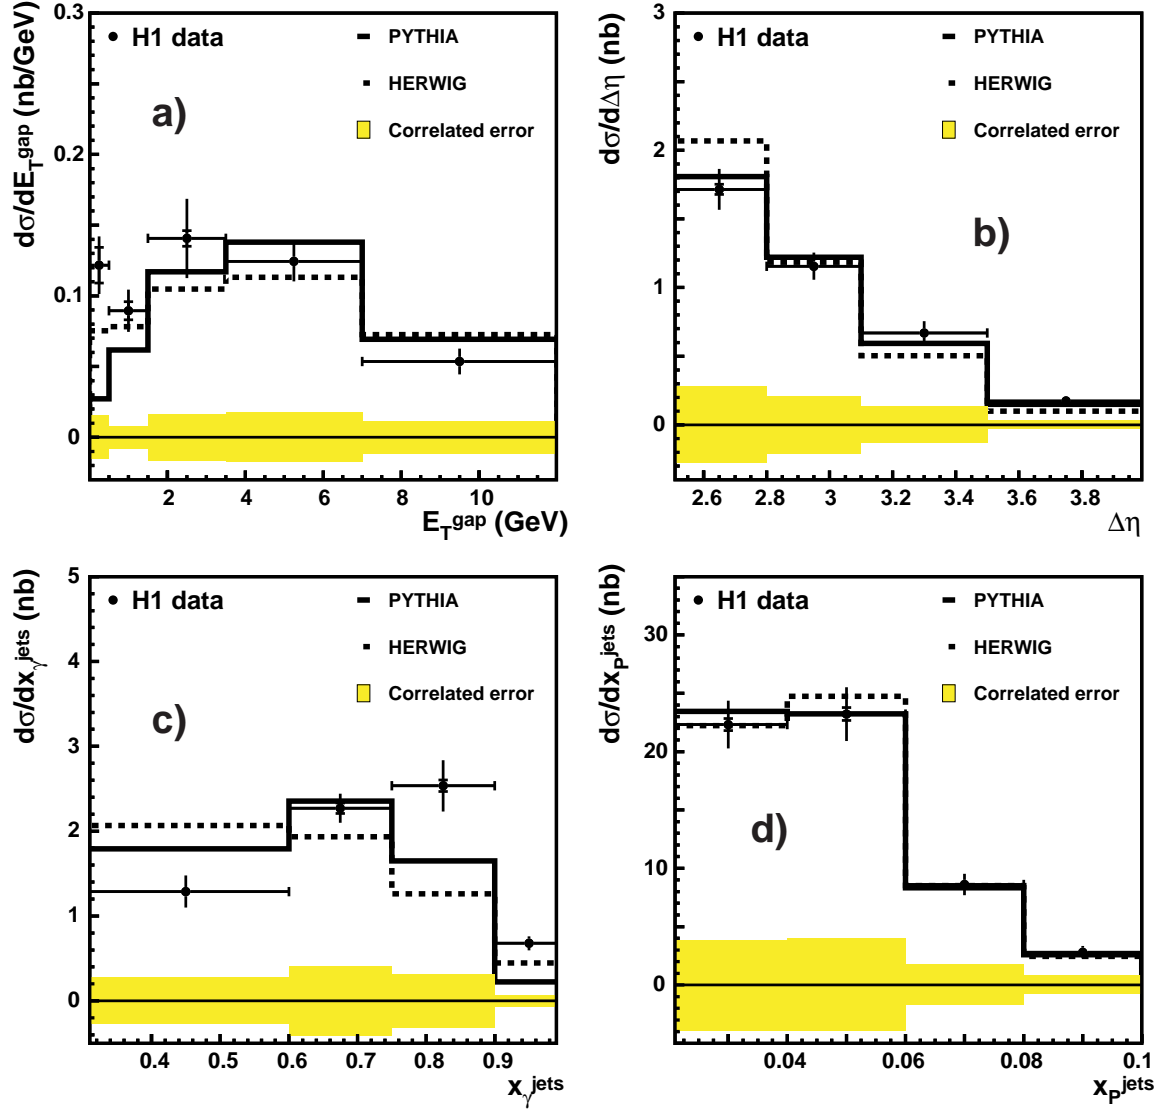 dσ/dE_T^gap (nb/GeV)
0.3
0.2
0.1
0
H1 data
PYTHIA
HERWIG
Correlated error
a)
2 4 6 8 10
E_T^gap (GeV)
dσ/dΔη (nb)
3
2
1
0
H1 data
PYTHIA
HERWIG
Correlated error
b)
2.6 2.8 3 3.2 3.4 3.6 3.8
Δη
dσ/dx_γ^jets (nb)
5
4
3
2
1
0
H1 data
PYTHIA
HERWIG
Correlated error
c)
0.4 0.5 0.6 0.7 0.8 0.9
x_γ^jets
dσ/dx_P^jets (nb)
30
20
10
0
H1 data
PYTHIA
HERWIG
Correlated error
d)
0.04 0.06 0.08 0.1
x_P^jets